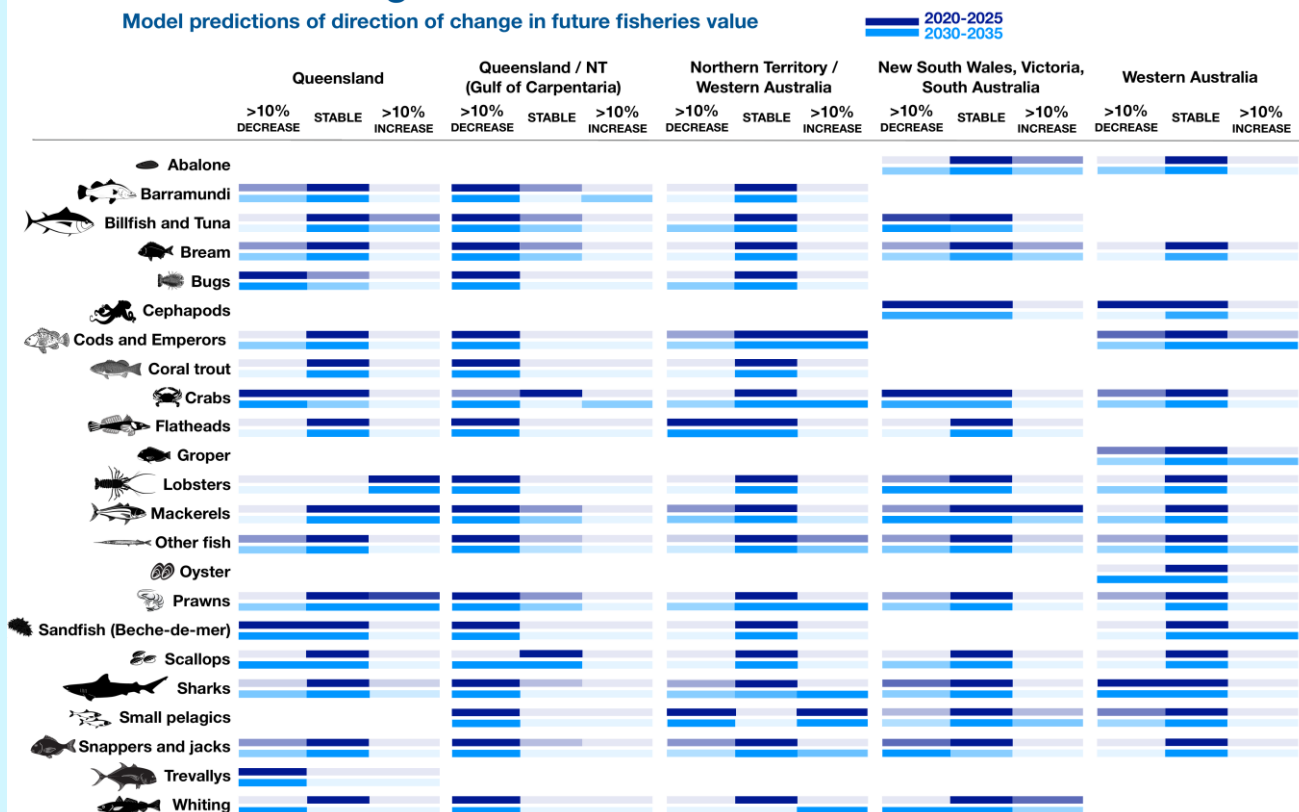 Model predictions of direction of change in future fisheries value
2020-2025
2030-2035
Queensland
Queensland / NT
(Gulf of Carpentaria)
Northern Territory /
Western Australia
New South Wales, Victoria,
South Australia
Western Australia
>10% DECREASE STABLE >10% INCREASE >10% DECREASE STABLE >10% INCREASE >10% DECREASE STABLE >10% INCREASE >10% DECREASE STABLE >10% INCREASE >10% DECREASE STABLE >10% INCREASE
Abalone
Barramundi
Billfish and Tuna
Bream
Bugs
Cephapods
Cods and Emperors
Coral trout
Crabs
Flatheads
Groper
Lobsters
Mackerels
Other fish
Oyster
Prawns
Sandfish (Beche-de-mer)
Scallops
Sharks
Small pelagics
Snappers and jacks
Trevallys
Whiting